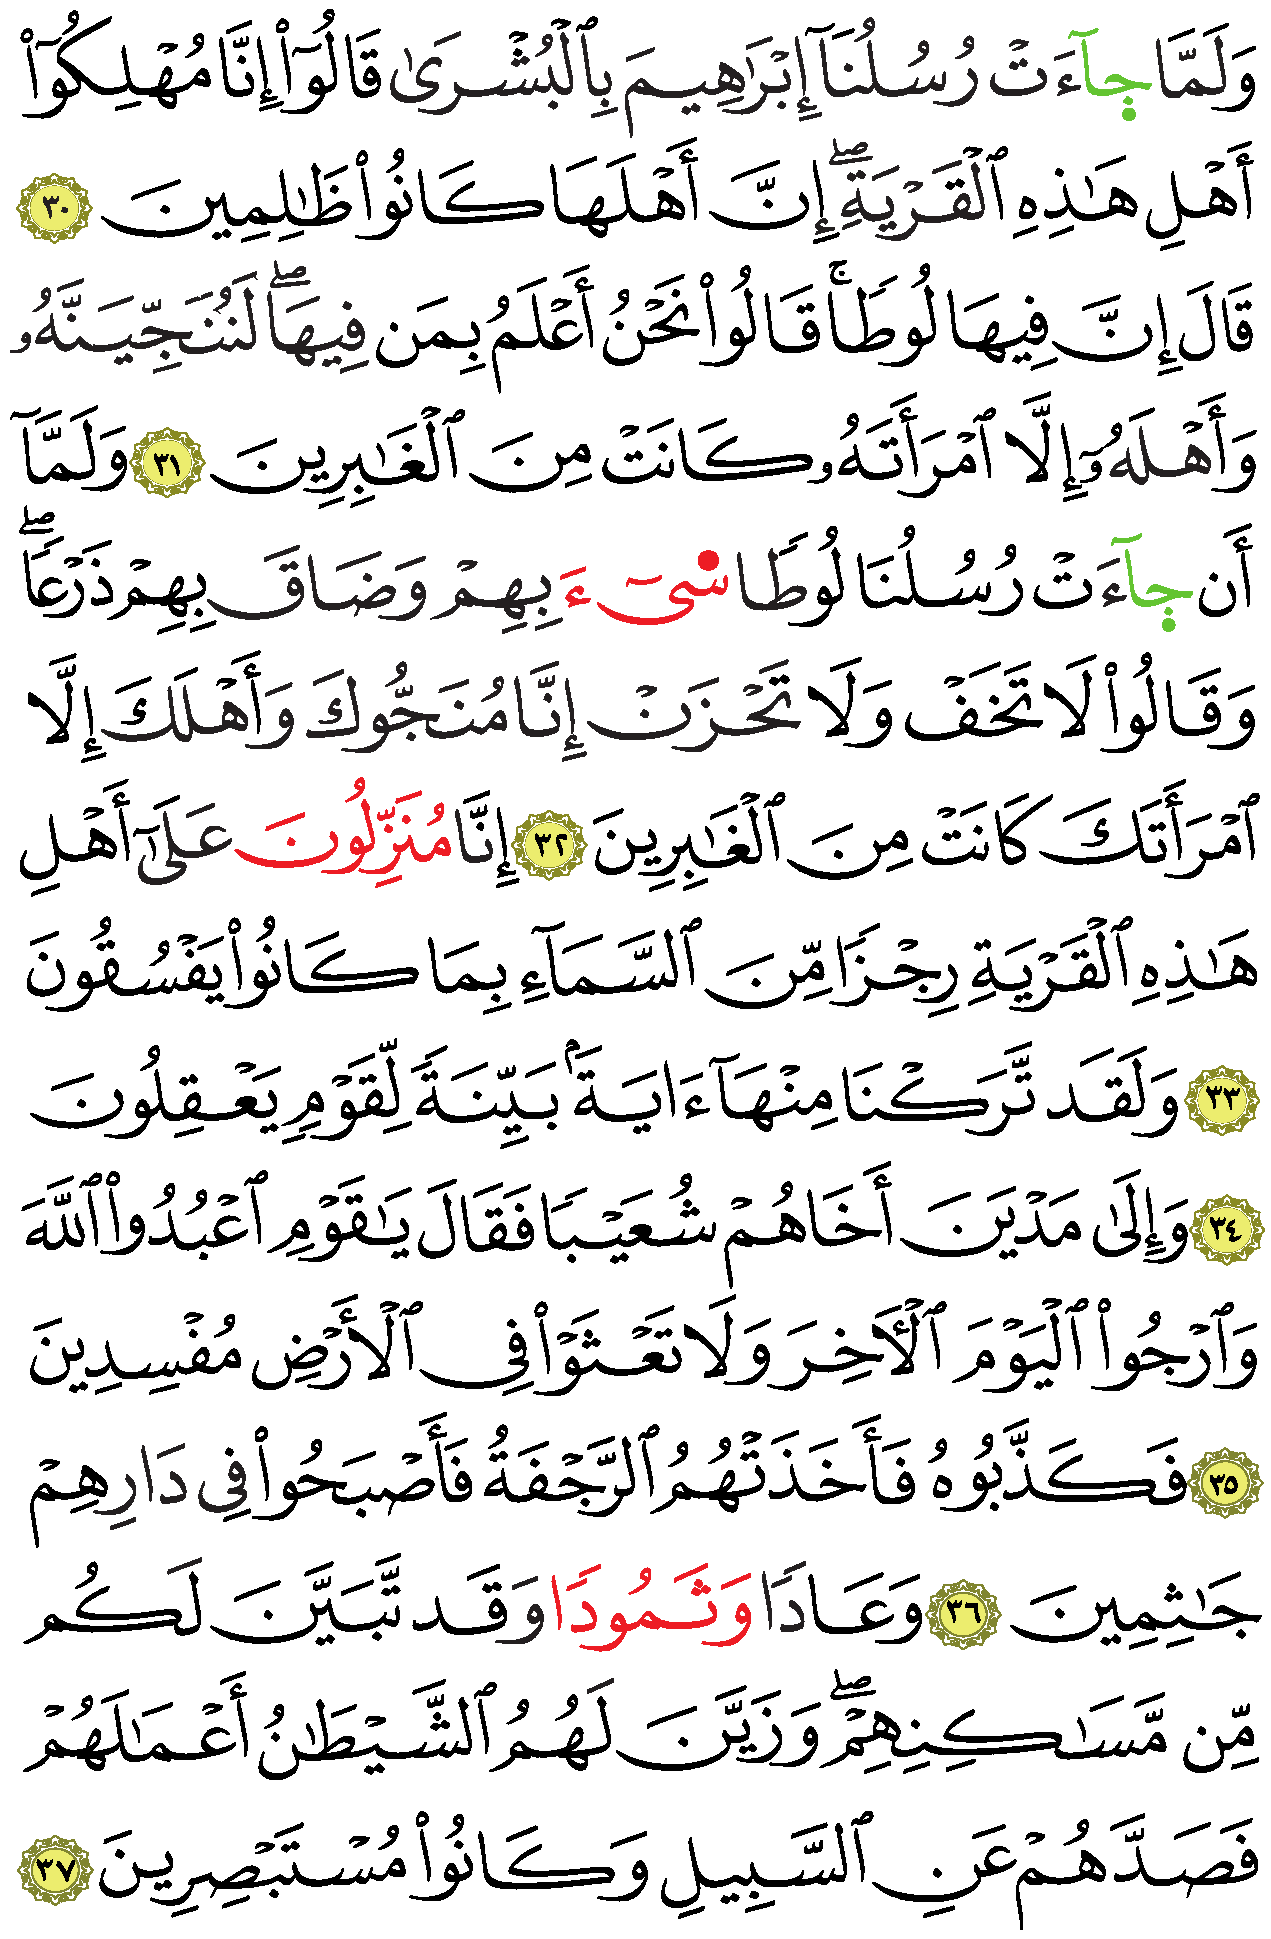 وَلَمَّا جَآءَتْ رُسُلُنَآ إِبْرَٰهِيمَ بِٱلْبُشْرَىٰ قَالُوٓا۟ إِنَّا مُهْلِكُوٓا۟
أَهْلِ هَٰذِهِ ٱلْقَرْيَةِۖ إِنَّ أَهْلَهَا كَانُوا۟ ظَٰلِمِينَ ٣٠
قَالَ إِنَّ فِيهَا لُوطًاۚ قَالُوا۟ نَحْنُ أَعْلَمُ بِمَن فِيهَاۖ لَنُنَجِّيَنَّهُۥ
وَأَهْلَهُۥٓ إِلَّا ٱمْرَأَتَهُۥ كَانَتْ مِنَ ٱلْغَٰبِرِينَ ٣١ وَلَمَّآ
أَن جَآءَتْ رُسُلُنَا لُوطًا سِيٓءَ بِهِمْ وَضَاقَ بِهِمْ ذَرْعًاۖ
وَقَالُوا۟ لَا تَخَفْ وَلَا تَحْزَنْ إِنَّا مُنَجُّوكَ وَأَهْلَكَ إِلَّا
ٱمْرَأَتَكَ كَانَتْ مِنَ ٱلْغَٰبِرِينَ ٣٢ إِنَّا مُنَزِّلُونَ عَلَىٰٓ أَهْلِ
هَٰذِهِ ٱلْقَرْيَةِ رِجْزًا مِّنَ ٱلسَّمَآءِ بِمَا كَانُوا۟ يَفْسُقُونَ
٣٣ وَلَقَد تَّرَكْنَا مِنْهَآ ءَايَةًۢ بَيِّنَةً لِّقَوْمٍ يَعْقِلُونَ
٣٤ وَإِلَىٰ مَدْيَنَ أَخَاهُمْ شُعَيْبًا فَقَالَ يَٰقَوْمِ ٱعْبُدُوا۟ ٱللَّهَ
وَٱرْجُوا۟ ٱلْيَوْمَ ٱلْـَٔاخِرَ وَلَا تَعْثَوْا۟ فِى ٱلْأَرْضِ مُفْسِدِينَ
٣٥ فَكَذَّبُوهُ فَأَخَذَتْهُمُ ٱلرَّجْفَةُ فَأَصْبَحُوا۟ فِى دَارِهِمْ
جَٰثِمِينَ ٣٦ وَعَادًا وَثَمُودًا وَقَد تَّبَيَّنَ لَكُم
مِّن مَّسَٰكِنِهِمْۖ وَزَيَّنَ لَهُمُ ٱلشَّيْطَٰنُ أَعْمَٰلَهُمْ
فَصَدَّهُمْ عَنِ ٱلسَّبِيلِ وَكَانُوا۟ مُسْتَبْصِرِينَ ٣٧